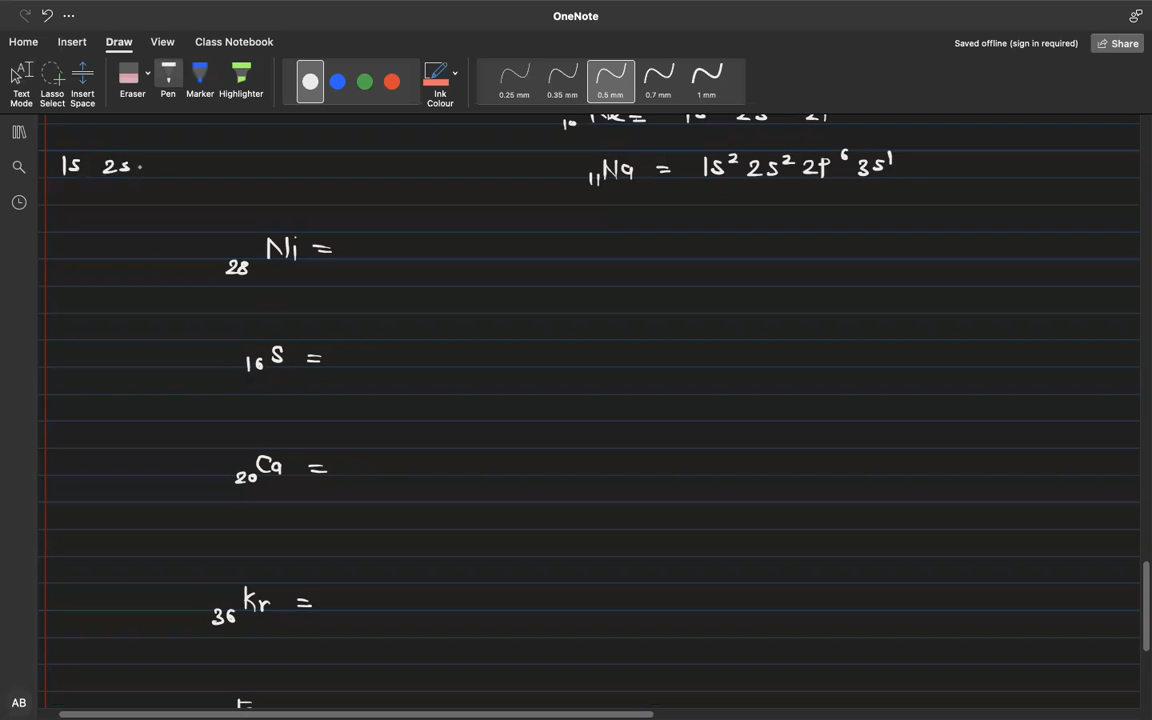 OneNote
Home Insert Draw View Class Notebook
Saved offline (sign in required) Share
Text Mode
Lasso Select
Insert Space
Eraser
Pen
Marker
Highlighter
Ink Colour
0.25 mm
0.35 mm
0.5 mm
0.7 mm
1 mm
1s 2s
₁₁Na = 1s² 2s² 2p⁶ 3s¹
₂₈Ni =
₁₆S =
₂₀Ca =
₃₆Kr =
AB